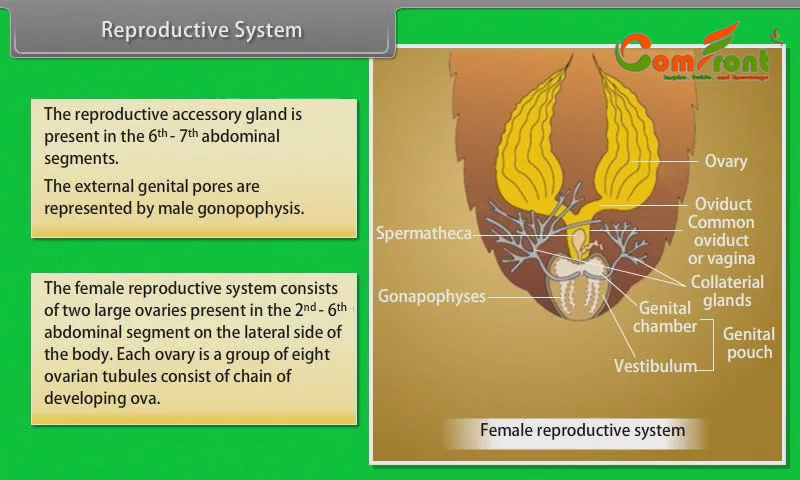 Reproductive System
ComFront
The reproductive accessory gland is
present in the 6th - 7th abdominal
segments.
The external genital pores are
represented by male gonopophysis.
The female reproductive system consists
of two large ovaries present in the 2nd - 6th
abdominal segment on the lateral side of
the body. Each ovary is a group of eight
ovarian tubules consist of chain of
developing ova.
Ovary
Oviduct
Common
oviduct
or vagina
Spermatheca
Collaterial
glands
Gonapophyses
Genital
chamber
Genital
pouch
Vestibulum
Female reproductive system